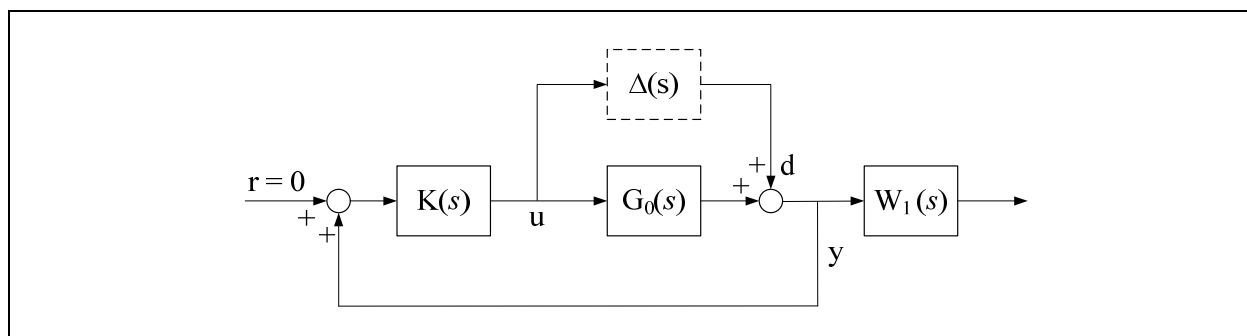 Δ(s)
r = 0
K(s)
u
G₀(s)
+
+
d
W₁(s)
+
+
y